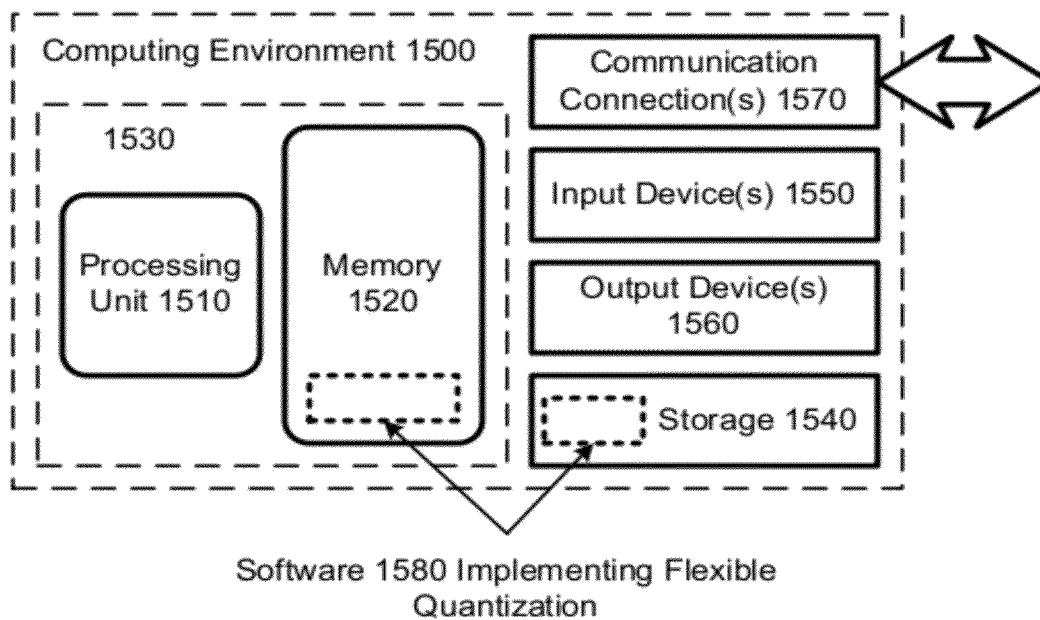 Computing Environment 1500
Communication
Connection(s) 1570
1530
Input Device(s) 1550
Processing
Unit 1510
Memory
1520
Output Device(s)
1560
Storage 1540
Software 1580 Implementing Flexible
Quantization